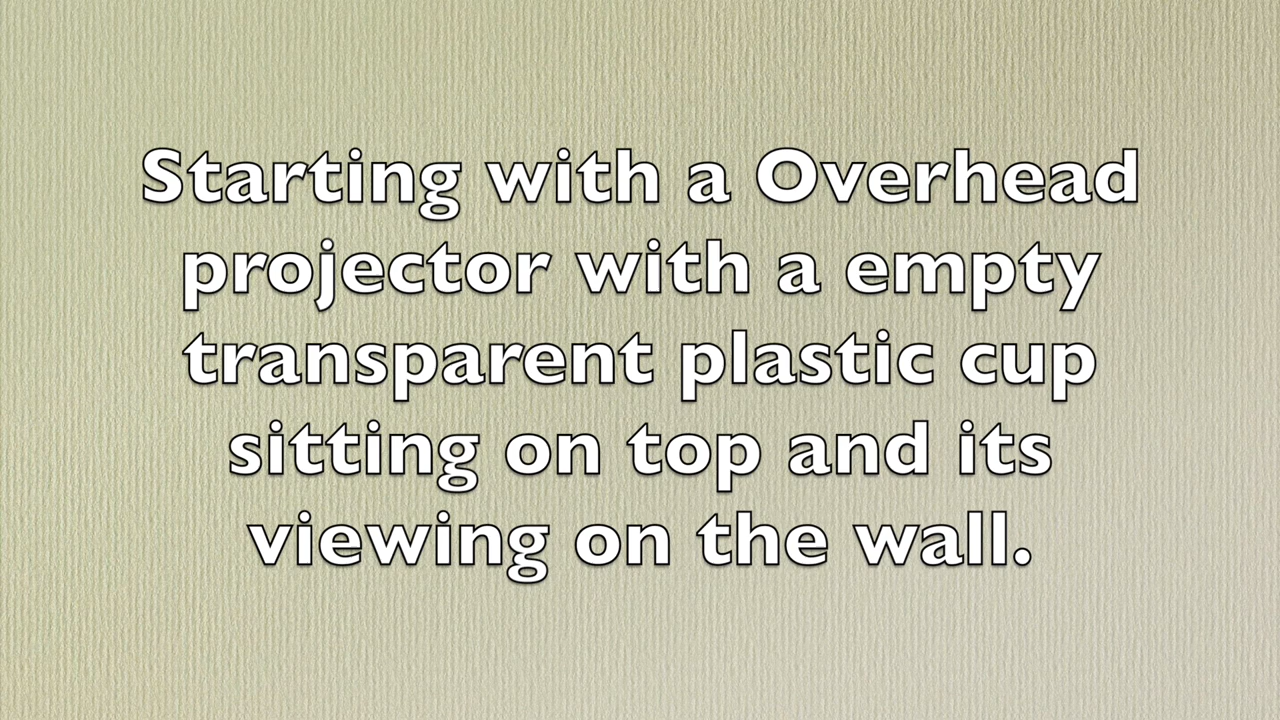 Starting with a Overhead
projector with a empty
transparent plastic cup
sitting on top and its
viewing on the wall.